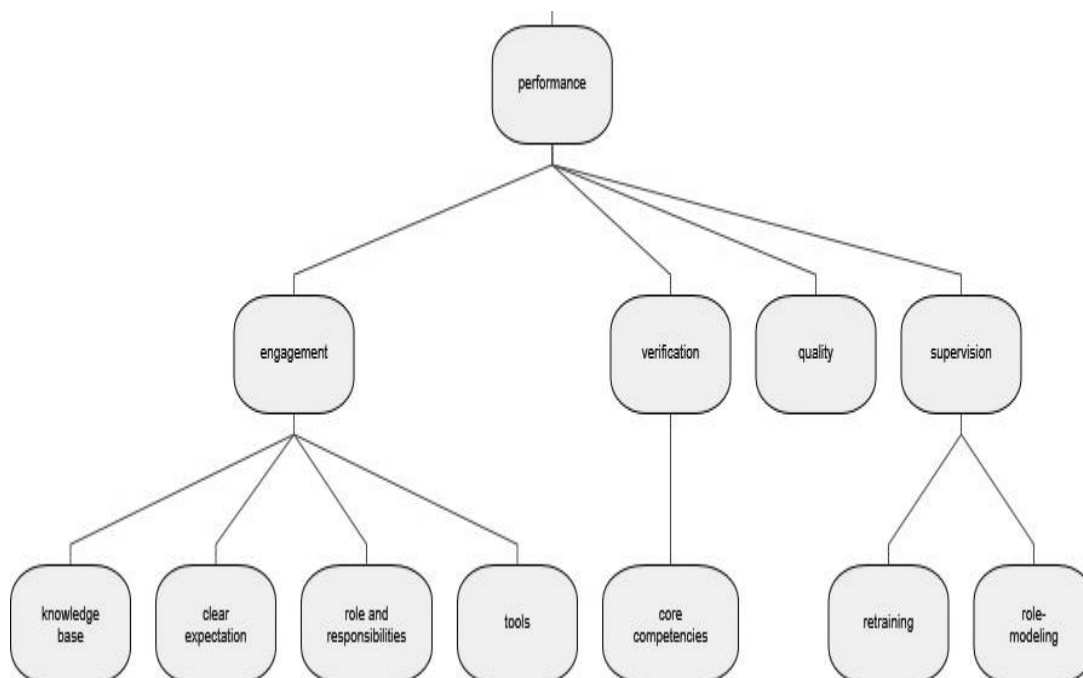 performance
engagement
verification
quality
supervision
knowledge
base
clear
expectation
role and
responsibilities
tools
core
competencies
retraining
role-
modeling